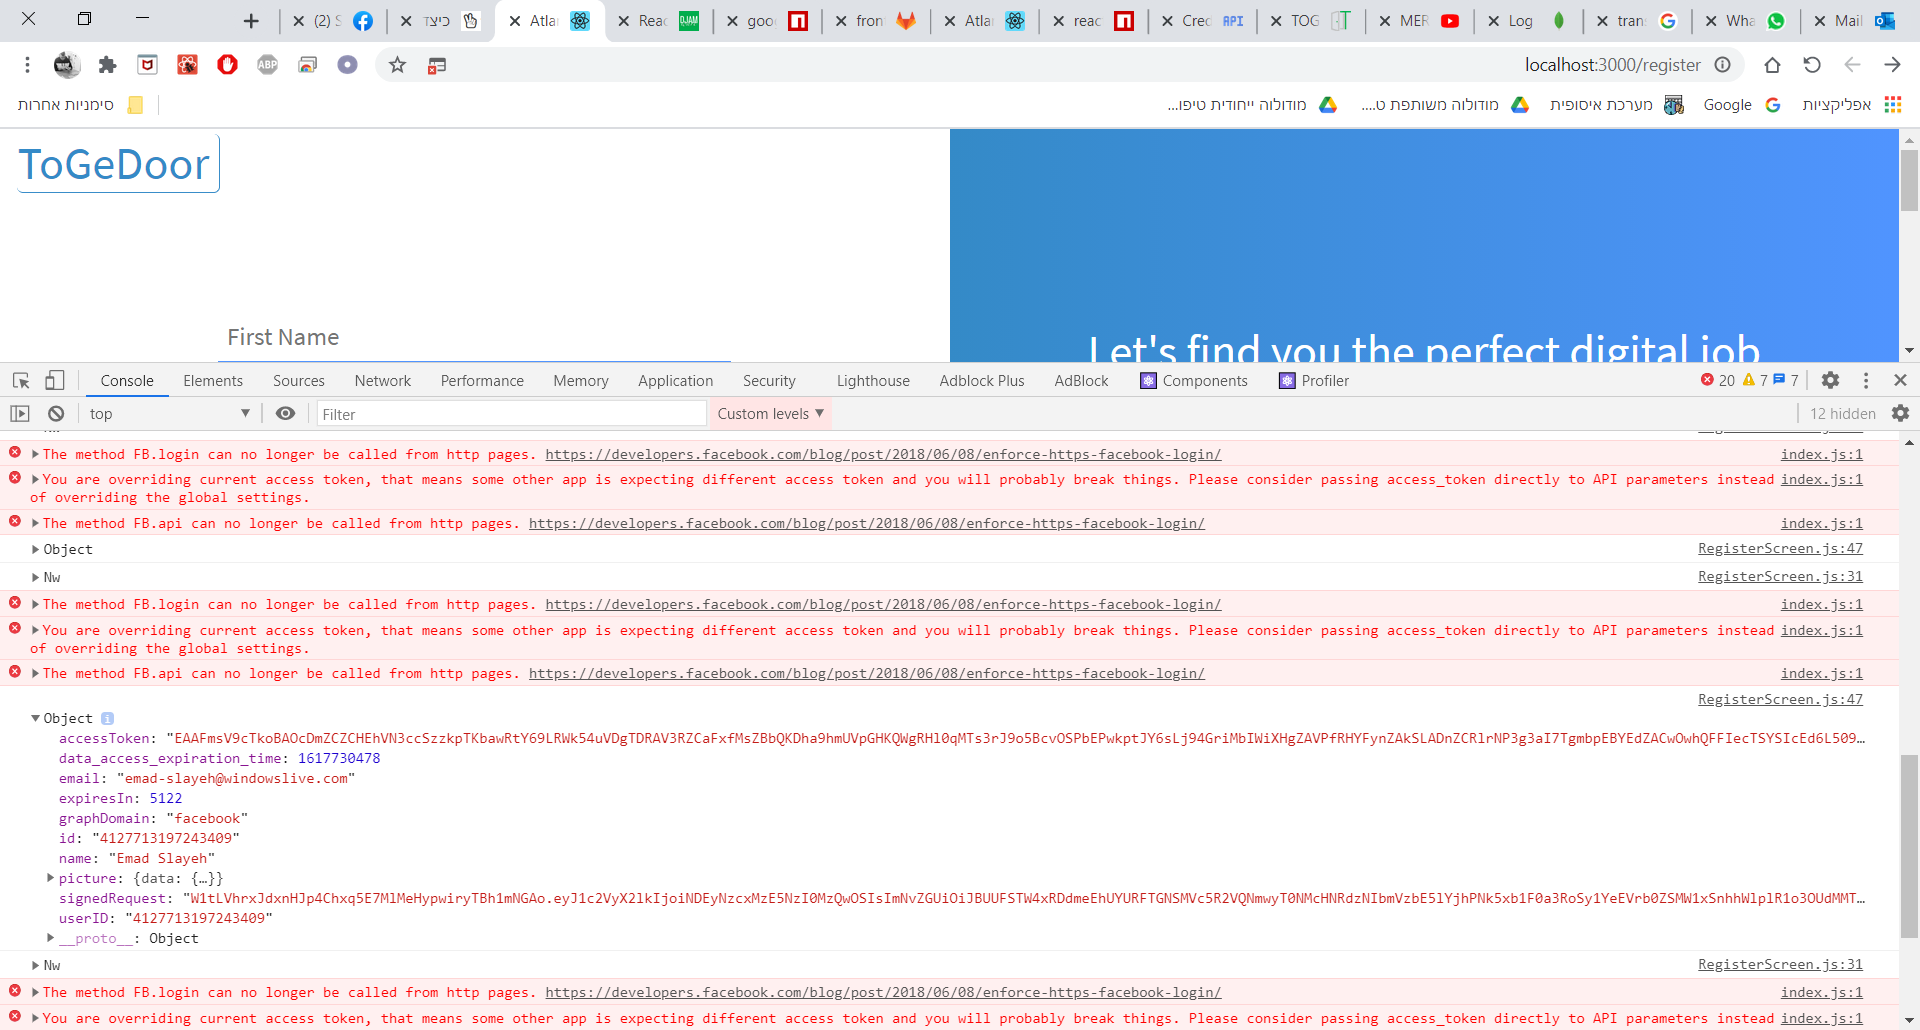 (2) S
כיצד
Atla
Reac
goo
fron
Atla
reac
Cred
API
TOG
MER
Log
tran
Wha
Mail
ABP
localhost:3000/register
סימניות אחרות
מודולוה ייחודית טיפו...
מודולוה משותפת ט....
מערכת איסופית
Google
אפליקציות
ToGeDoor
First Name
Let's find you the perfect digital job
Console Elements Sources Network Performance Memory Application Security Lighthouse Adblock Plus AdBlock Components Profiler 20 7 7
top Filter Custom levels 12 hidden
The method FB.login can no longer be called from http pages. https://developers.facebook.com/blog/post/2018/06/08/enforce-https-facebook-login/ index.js:1
You are overriding current access token, that means some other app is expecting different access token and you will probably break things. Please consider passing access_token directly to API parameters instead index.js:1
of overriding the global settings.
The method FB.api can no longer be called from http pages. https://developers.facebook.com/blog/post/2018/06/08/enforce-https-facebook-login/ index.js:1
Object RegisterScreen.js:47
Nw RegisterScreen.js:31
The method FB.login can no longer be called from http pages. https://developers.facebook.com/blog/post/2018/06/08/enforce-https-facebook-login/ index.js:1
You are overriding current access token, that means some other app is expecting different access token and you will probably break things. Please consider passing access_token directly to API parameters instead index.js:1
of overriding the global settings.
The method FB.api can no longer be called from http pages. https://developers.facebook.com/blog/post/2018/06/08/enforce-https-facebook-login/ index.js:1
RegisterScreen.js:47
Object
accessToken:
data_access_expiration_time: 1617730478
email: "emad-slayeh@windowslive.com"
expiresIn: 5122
graphDomain: "facebook"
id: "4127713197243409"
name: "Emad Slayeh"
picture: {data: {…}}
signedRequest:
userID: "4127713197243409"
__proto__: Object
Nw RegisterScreen.js:31
The method FB.login can no longer be called from http pages. https://developers.facebook.com/blog/post/2018/06/08/enforce-https-facebook-login/ index.js:1
You are overriding current access token, that means some other app is expecting different access token and you will probably break things. Please consider passing access_token directly to API parameters instead index.js:1